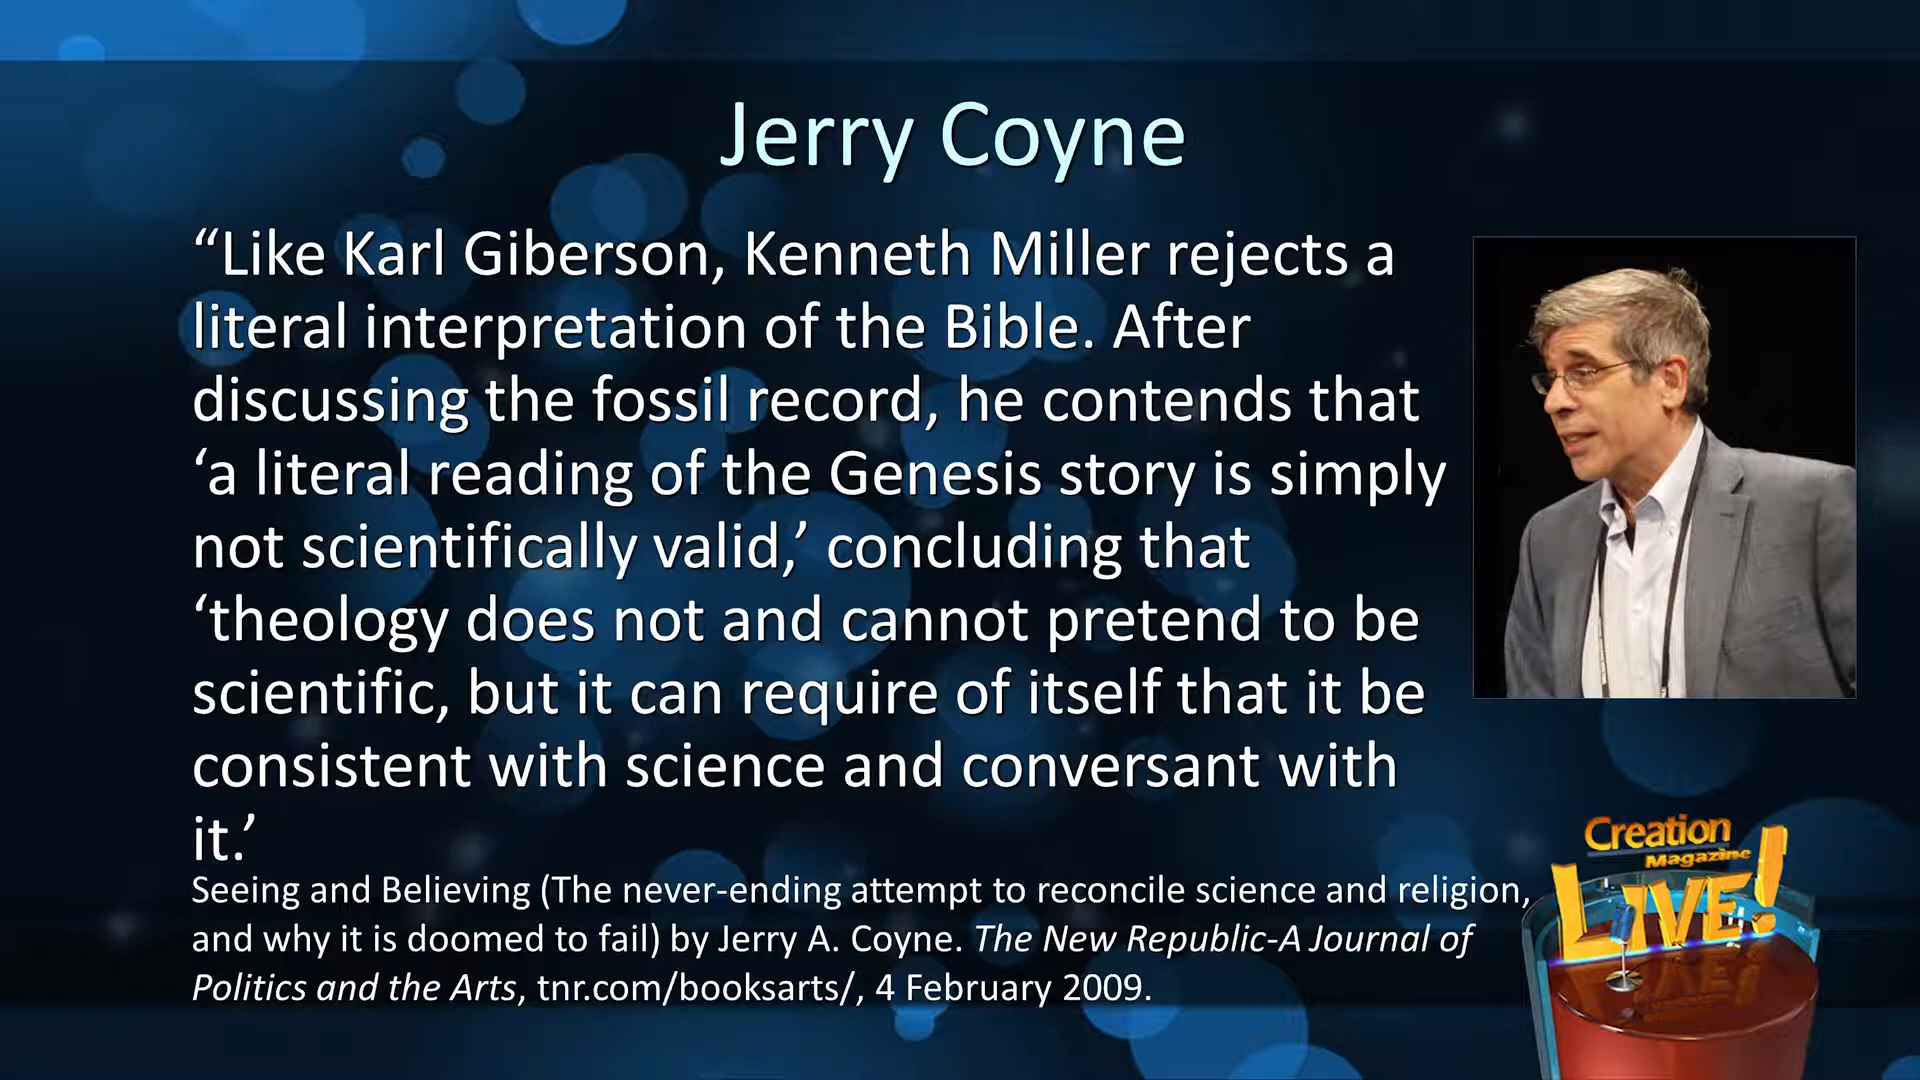 Jerry Coyne
“Like Karl Giberson, Kenneth Miller rejects a
literal interpretation of the Bible. After
discussing the fossil record, he contends that
‘a literal reading of the Genesis story is simply
not scientifically valid,’ concluding that
‘theology does not and cannot pretend to be
scientific, but it can require of itself that it be
consistent with science and conversant with
it.’
Seeing and Believing (The never-ending attempt to reconcile science and religion,
and why it is doomed to fail) by Jerry A. Coyne. The New Republic-A Journal of
Politics and the Arts, tnr.com/booksarts/, 4 February 2009.
Creation
Magazine
LIVE!